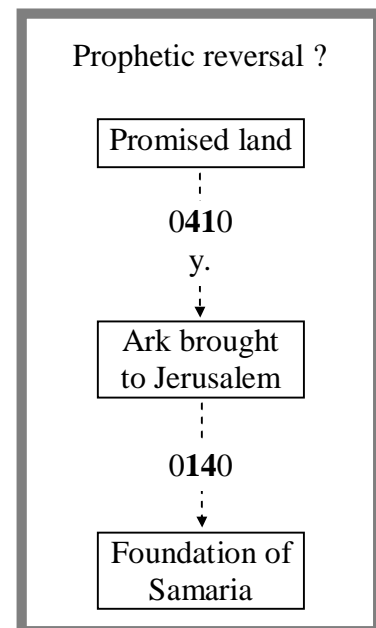 Prophetic reversal ?
Promised land
0410
y.
Ark brought
to Jerusalem
0140
Foundation of
Samaria